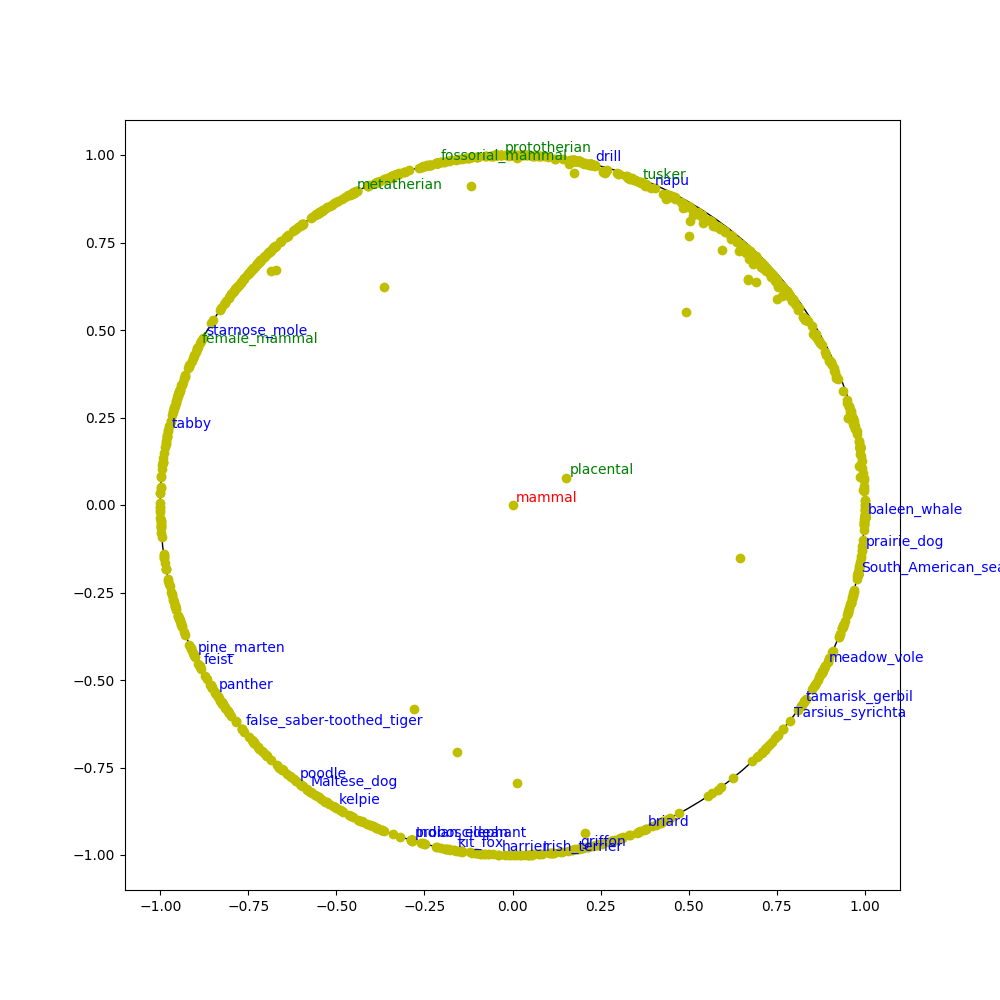 prototherian
fossorial_mammal
drill
tusker
napu
metatherian
starnose_mole
female_mammal
tabby
placental
mammal
baleen_whale
prairie_dog
South_American_sea
pine_marten
feist
meadow_vole
panther
tamarisk_gerbil
Tarsius_syrichta
false_saber-toothed_tiger
poodle
Maltese_dog
kelpie
briard
Indian_elephant
kit_fox
griffon
harrier
Irish_terrier
1.00
0.75
0.50
0.25
0.00
−0.25
−0.50
−0.75
−1.00
−1.00 −0.75 −0.50 −0.25 0.00 0.25 0.50 0.75 1.00